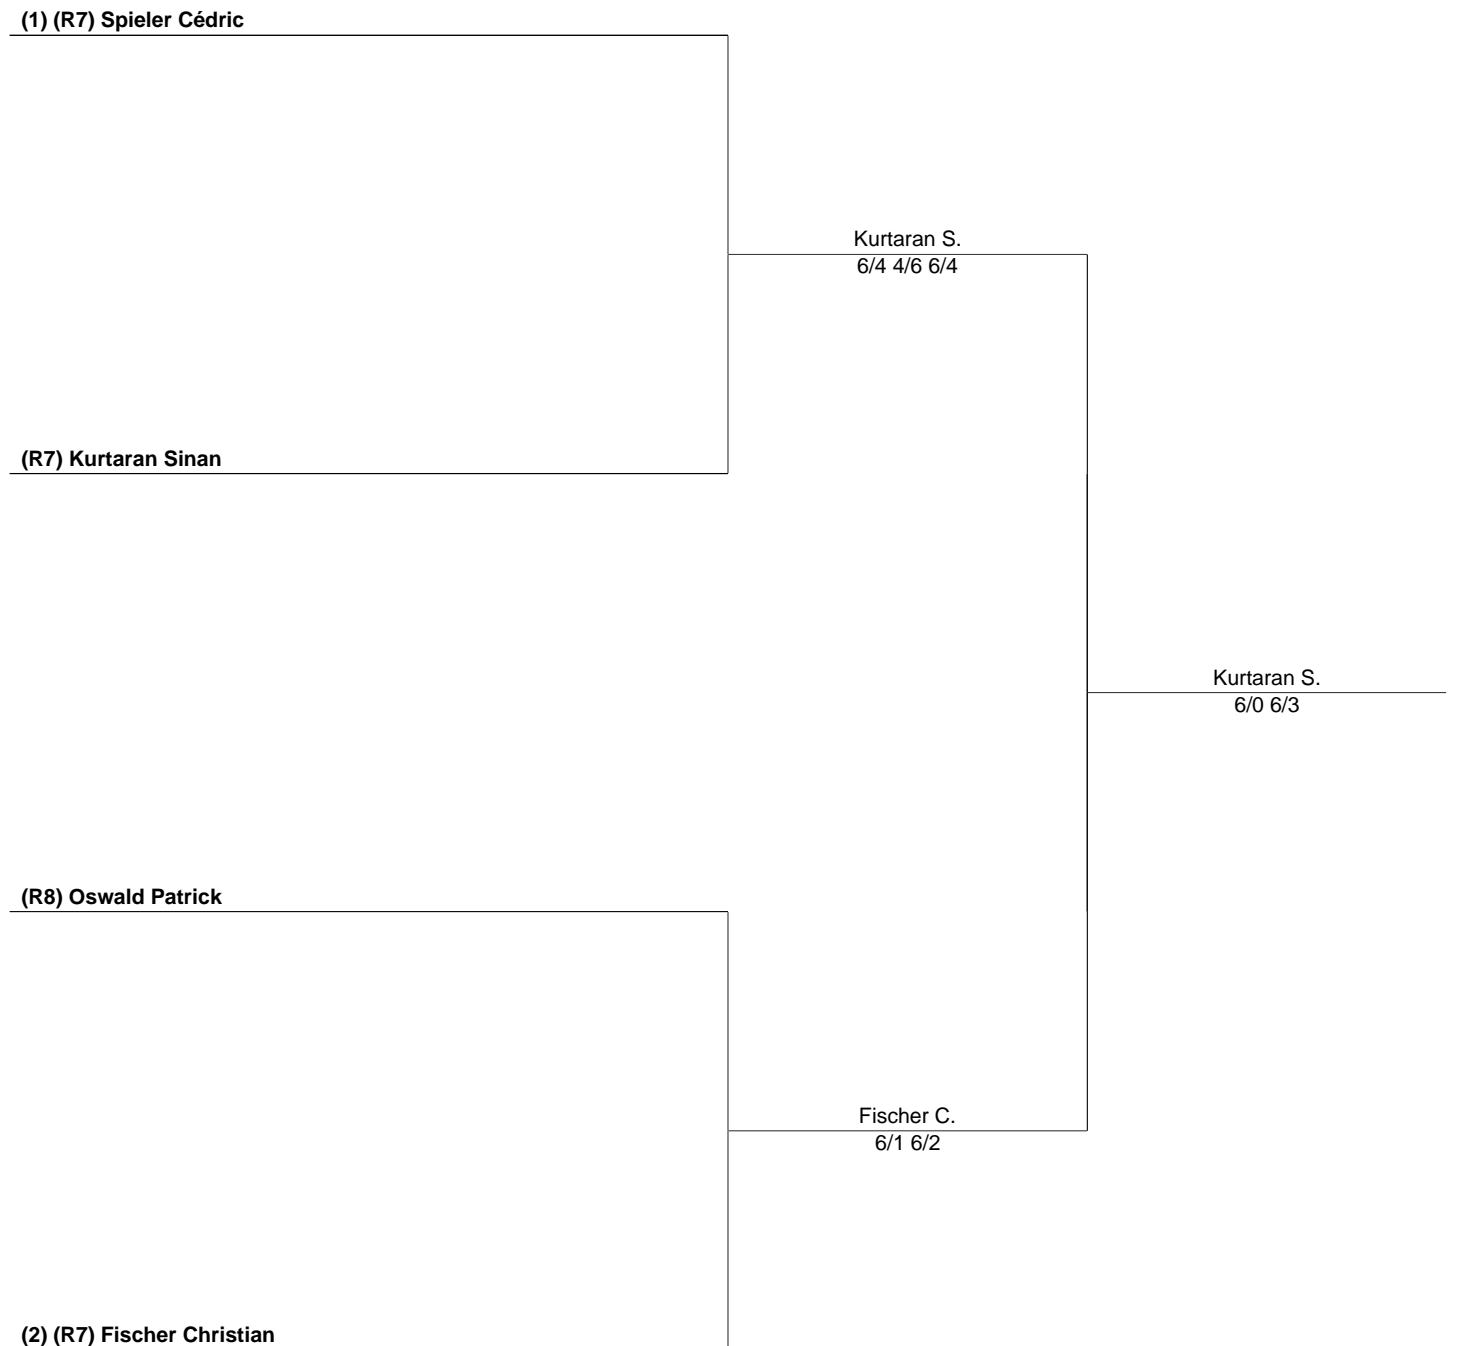 (1) (R7) Spieler Cédric
Kurtaran S.
6/4 4/6 6/4
(R7) Kurtaran Sinan
Kurtaran S.
6/0 6/3
(R8) Oswald Patrick
Fischer C.
6/1 6/2
(2) (R7) Fischer Christian